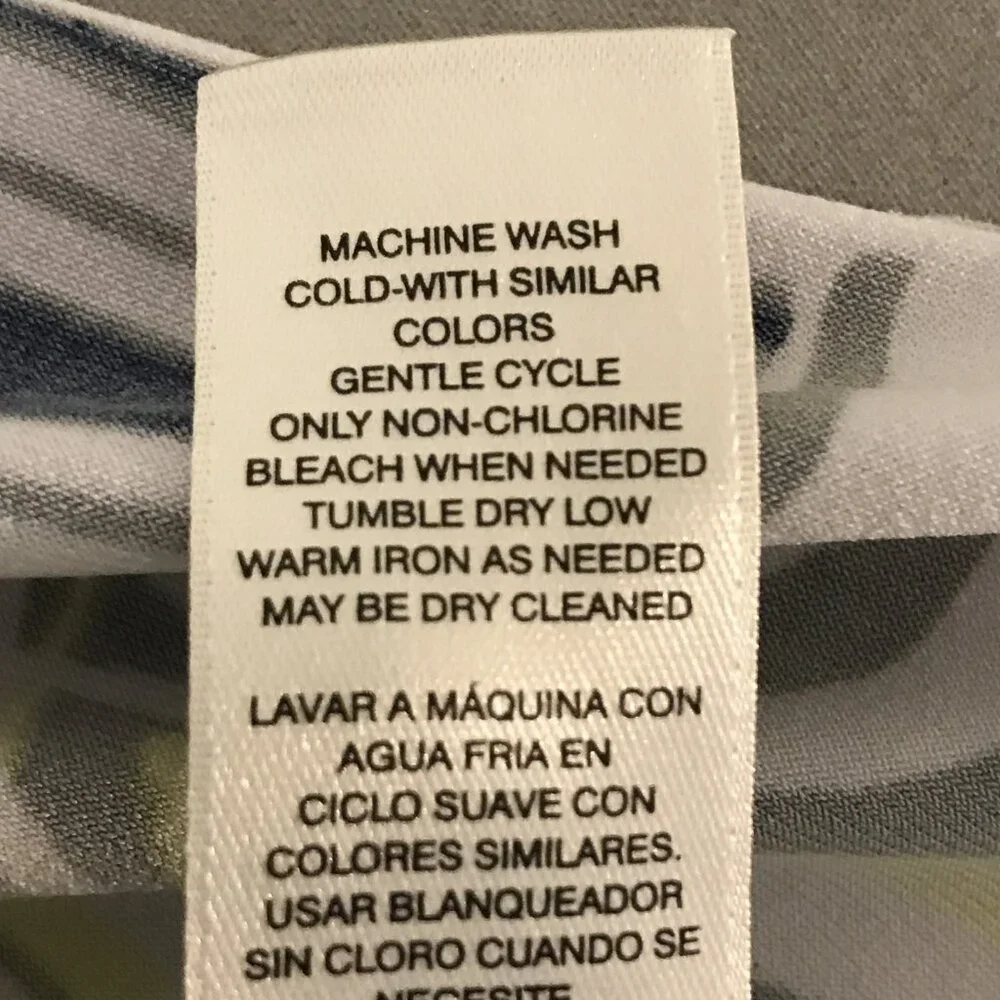 MACHINE WASH
COLD-WITH SIMILAR
COLORS
GENTLE CYCLE
ONLY NON-CHLORINE
BLEACH WHEN NEEDED
TUMBLE DRY LOW
WARM IRON AS NEEDED
MAY BE DRY CLEANED
LAVAR A MÁQUINA CON
AGUA FRIA EN
CICLO SUAVE CON
COLORES SIMILARES.
USAR BLANQUEADOR
SIN CLORO CUANDO SE
NECESITE